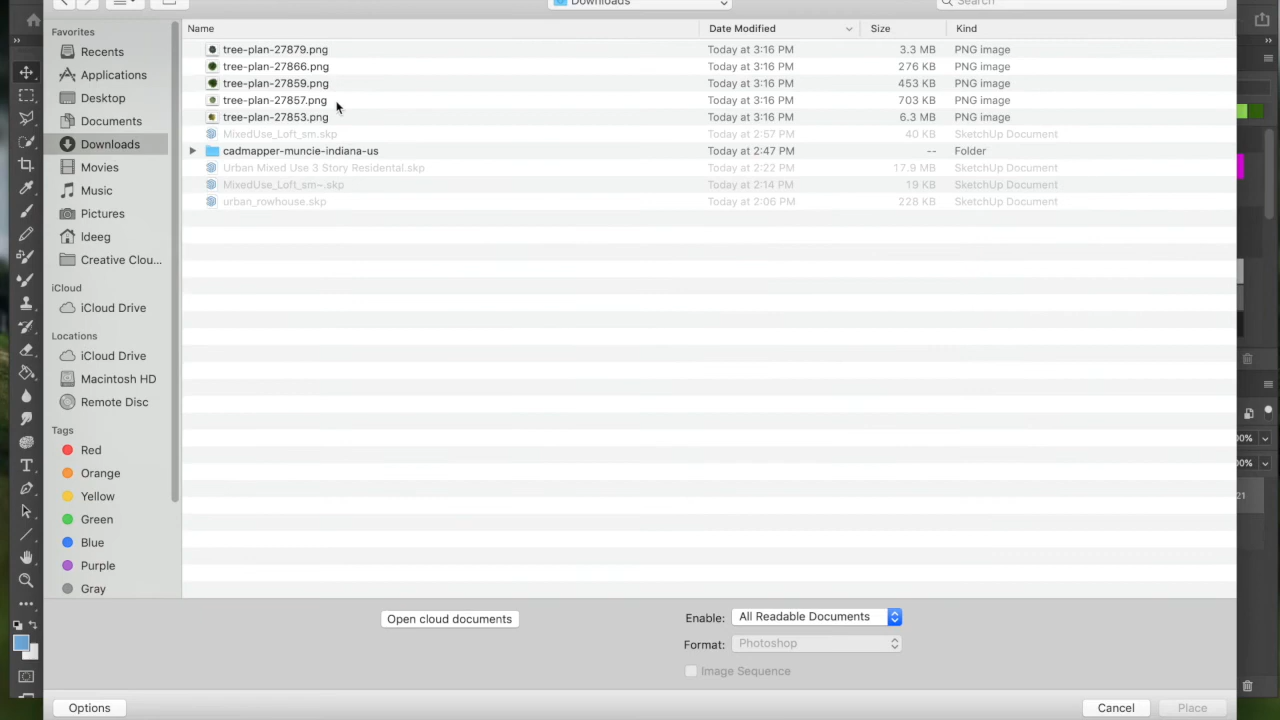 Downloads
Search
Favorites
Recents
Applications
Desktop
Documents
Downloads
Movies
Music
Pictures
Ideeg
Creative Clou...
iCloud
iCloud Drive
Locations
iCloud Drive
Macintosh HD
Remote Disc
Tags
Red
Orange
Yellow
Green
Blue
Purple
Gray
Name Date Modified Size Kind
tree-plan-27879.png Today at 3:16 PM 3.3 MB PNG image
tree-plan-27866.png Today at 3:16 PM 276 KB PNG image
tree-plan-27859.png Today at 3:16 PM 453 KB PNG image
tree-plan-27857.png Today at 3:16 PM 703 KB PNG image
tree-plan-27853.png Today at 3:16 PM 6.3 MB PNG image
MixedUse_Loft_sm.skp Today at 2:57 PM 40 KB SketchUp Document
cadmapper-muncie-indiana-us Today at 2:47 PM -- Folder
Urban Mixed Use 3 Story Residental.skp Today at 2:22 PM 17.9 MB SketchUp Document
MixedUse_Loft_sm~.skp Today at 2:14 PM 19 KB SketchUp Document
urban_rowhouse.skp Today at 2:06 PM 228 KB SketchUp Document
Open cloud documents
Enable: All Readable Documents
Format: Photoshop
Image Sequence
Options Cancel Place
00%
00%
21